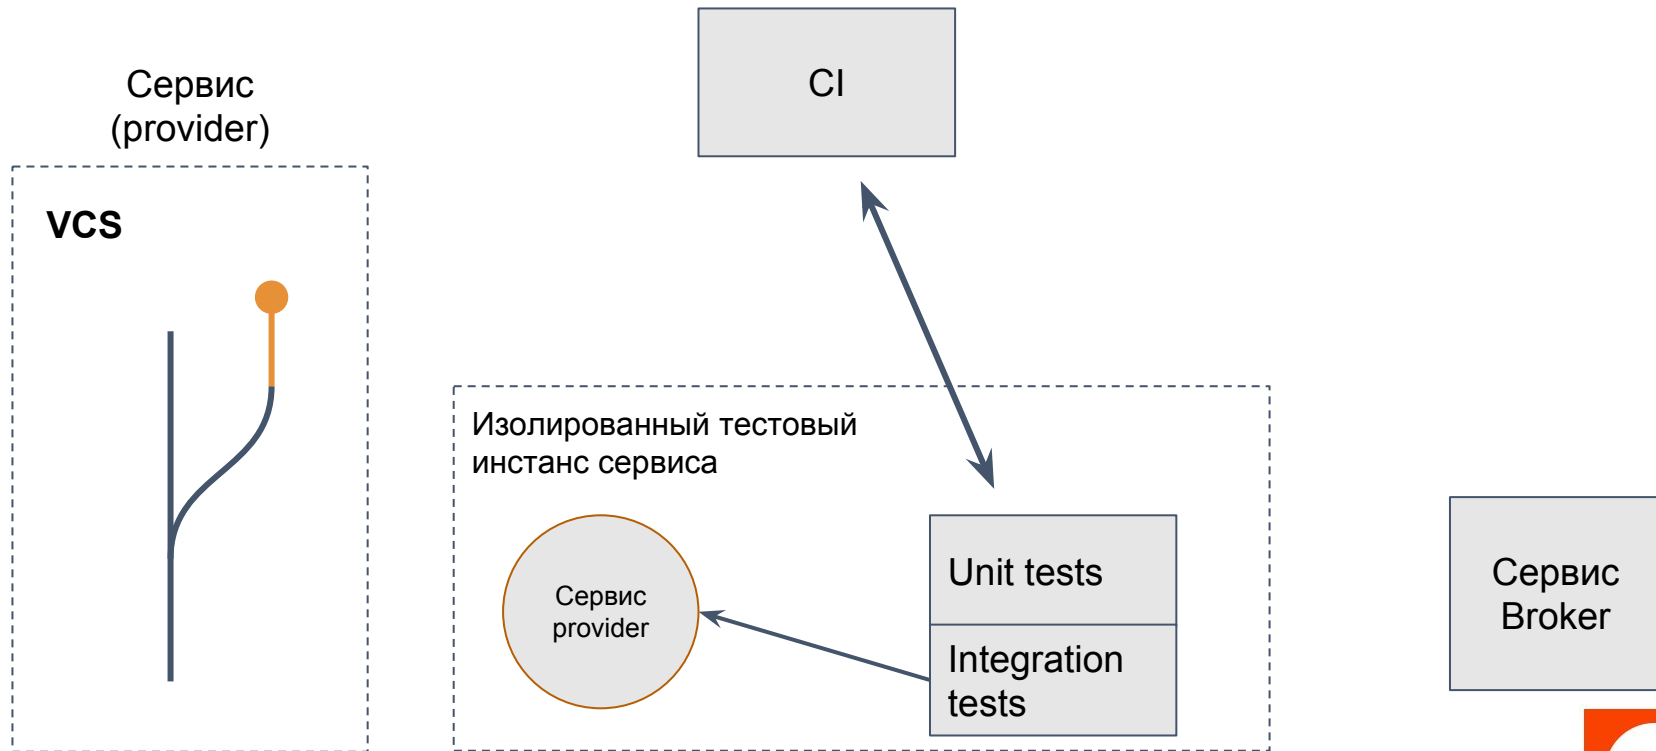 CI
Сервис
(provider)
VCS
Изолированный тестовый
инстанс сервиса
Сервис
provider
Unit tests
Integration
tests
Сервис
Broker